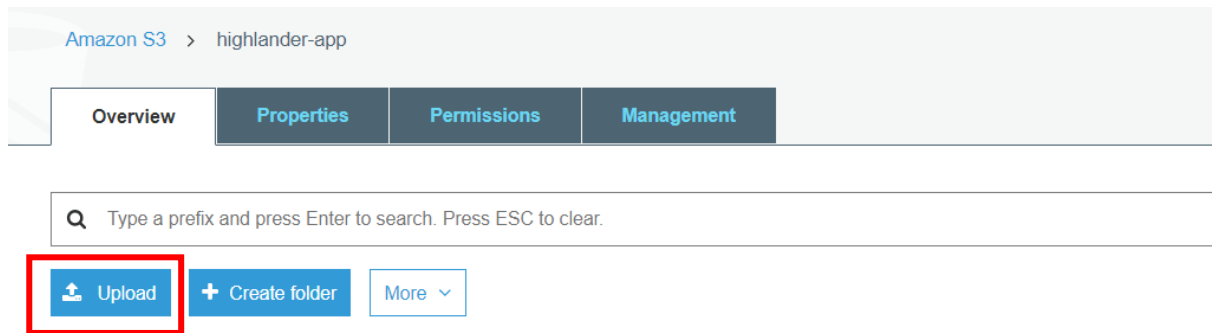 Amazon S3 > highlander-app
Overview Properties Permissions Management
Type a prefix and press Enter to search. Press ESC to clear.
Upload + Create folder More